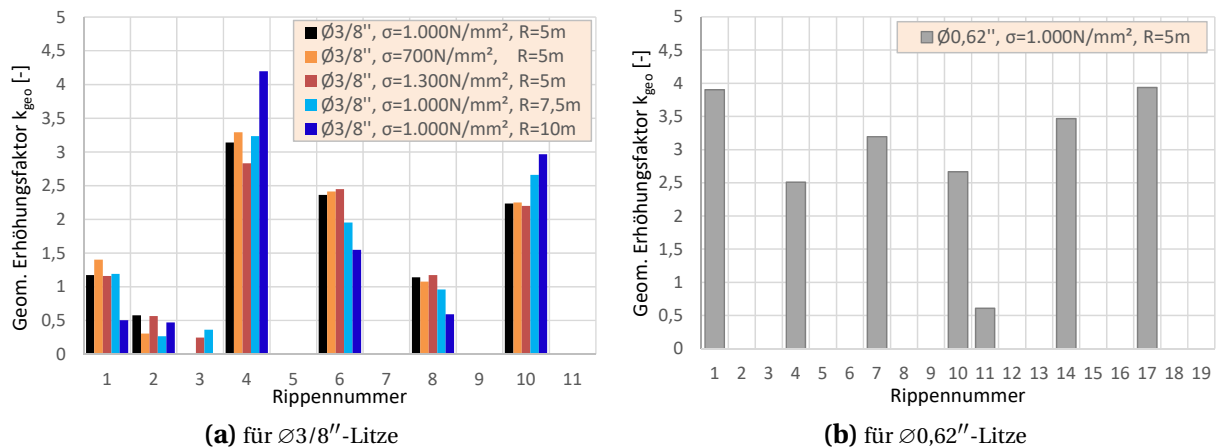 Geom. Erhöhungsfaktor kgeo [-]
5
4,5
4
3,5
3
2,5
2
1,5
1
0,5
0
Ø3/8'', σ=1.000N/mm², R=5m
Ø3/8'', σ=700N/mm², R=5m
Ø3/8'', σ=1.300N/mm², R=5m
Ø3/8'', σ=1.000N/mm², R=7,5m
Ø3/8'', σ=1.000N/mm², R=10m
1 2 3 4 5 6 7 8 9 10 11
Rippennummer
(a) für ∅3/8''-Litze
Geom. Erhöhungsfaktor kgeo [-]
5
4,5
4
3,5
3
2,5
2
1,5
1
0,5
0
Ø0,62'', σ=1.000N/mm², R=5m
1 2 3 4 5 6 7 8 9 10 11 12 13 14 15 16 17 18 19
Rippennummer
(b) für ∅0,62''-Litze